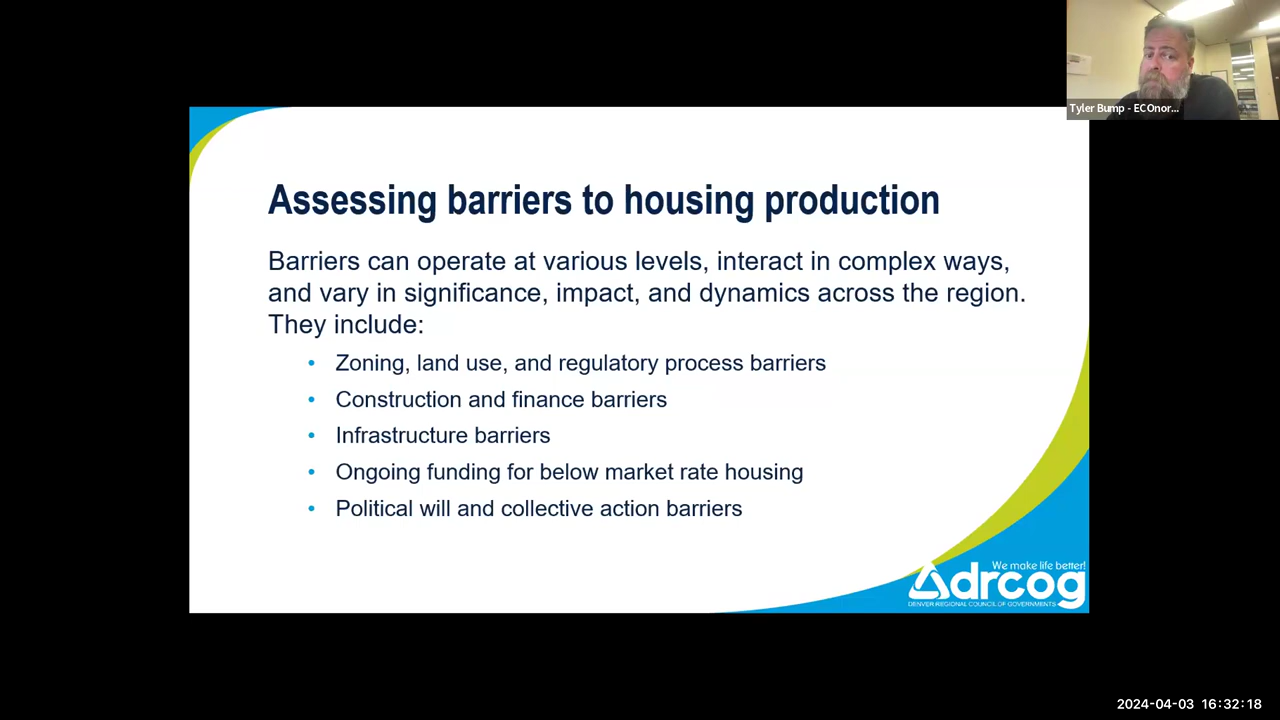 Tyler Bump - ECOnor...
Assessing barriers to housing production
Barriers can operate at various levels, interact in complex ways,
and vary in significance, impact, and dynamics across the region.
They include:
• Zoning, land use, and regulatory process barriers
• Construction and finance barriers
• Infrastructure barriers
• Ongoing funding for below market rate housing
• Political will and collective action barriers
We make life better!
drcog
DENVER REGIONAL COUNCIL OF GOVERNMENTS
2024-04-03 16:32:18